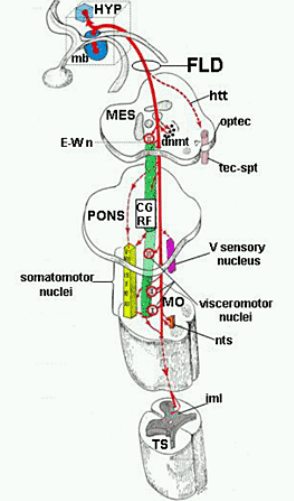 HYP
mb
FLD
htt
MES
optec
E-Wn
dnmt
tec-spt
CG
RF
PONS
V sensory
nucleus
somatomotor
nuclei
MO
visceromotor
nuclei
nts
iml
TS